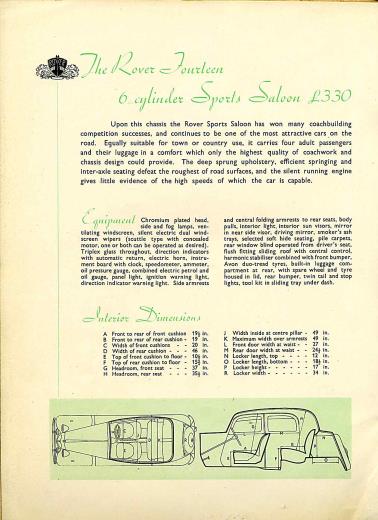 The Rover Fourteen
6 cylinder Sports Saloon £330
Upon this chassis the Rover Sports Saloon has won many coachbuilding
competition successes, and continues to be one of the most attractive cars on the
road. Equally suitable for town or country use, it carries four adult passengers
and their luggage in a comfort which only the highest quality of coachwork and
chassis design could provide. The deep sprung upholstery, efficient springing and
inter-axle seating defeat the roughest of road surfaces, and the silent running engine
gives little evidence of the high speeds of which the car is capable.
Equipment Chromium plated head,
side and fog lamps, ven-
tilating windscreen, silent electric dual wind-
screen wipers (scuttle type with concealed
motor, one or both can be operated as desired).
Triplex glass throughout, direction indicators
with automatic return, electric horn, instru-
ment board with clock, speedometer, ammeter,
oil pressure gauge, combined electric petrol and
oil gauge, panel light, ignition warning light,
direction indicator warning light. Side armrests
and central folding armrests to rear seats, body
pulls, interior light, interior sun visors, mirror
in near side visor, driving mirror, smoker's ash
trays, selected soft hide seating, pile carpets,
rear window blind operated from driver's seat,
flush fitting sliding roof with central control,
harmonic stabiliser combined with front bumper,
Avon duo-tread tyres, built-in luggage com-
partment at rear, with spare wheel and tyre
housed in lid, rear bumper, twin tail and stop
lights, tool kit in sliding tray under dash.
Interior Dimensions
A Front to rear of front cushion 19½ in.
B Front to rear of rear cushion - 19 in.
C Width of front cushions - - 20 in.
D Width of rear cushion - - - 46 in.
E Top of front cushion to floor - 10½ in.
F Top of rear cushion to floor -
G Headroom, front seat - - - 37 in.
H Headroom, rear seat - - - 35½ in.
J Width inside at centre pillar - 49 in.
K Maximum width over armrests 49 in.
L Front door width at waist - - 27 in.
M Rear door width at waist - - 26½ in.
N Locker length, top - - - - 12 in.
O Locker length, bottom - - - 18½ in.
P Locker height - - - - - 17 in.
R Locker width - - - - - 34 in.